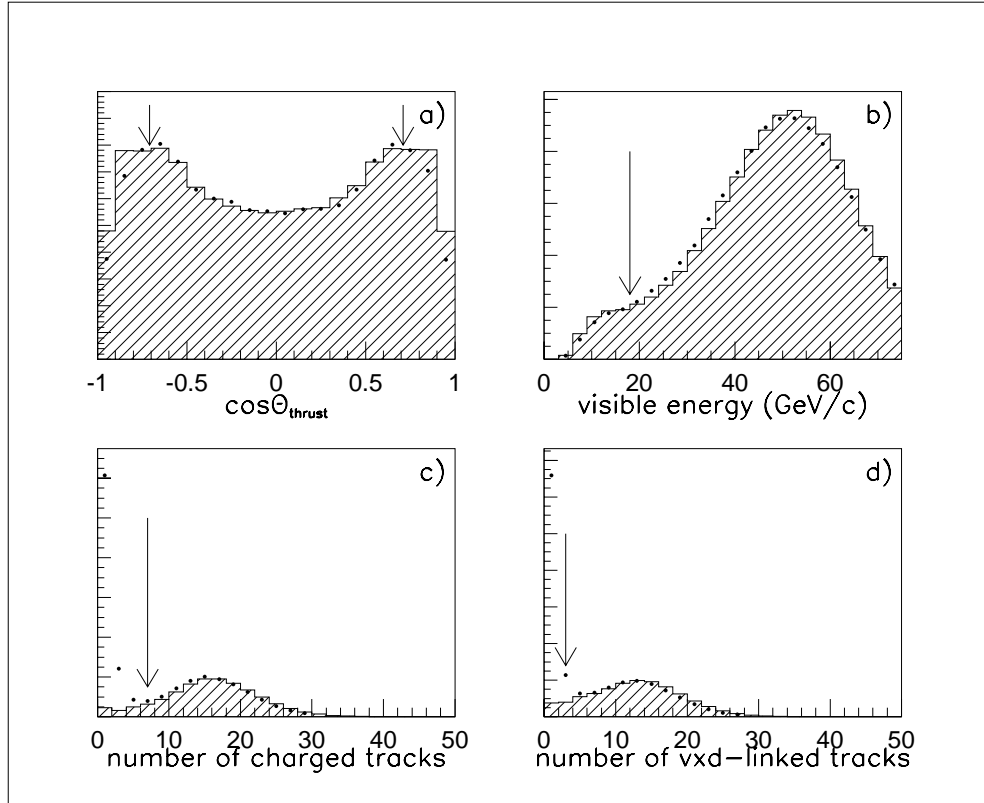 a)
-1 -0.5 0 0.5 1
cosΘthrust
b)
0 20 40 60
visible energy (GeV/c)
c)
0 10 20 30 40 50
number of charged tracks
d)
0 10 20 30 40 50
number of vxd−linked tracks